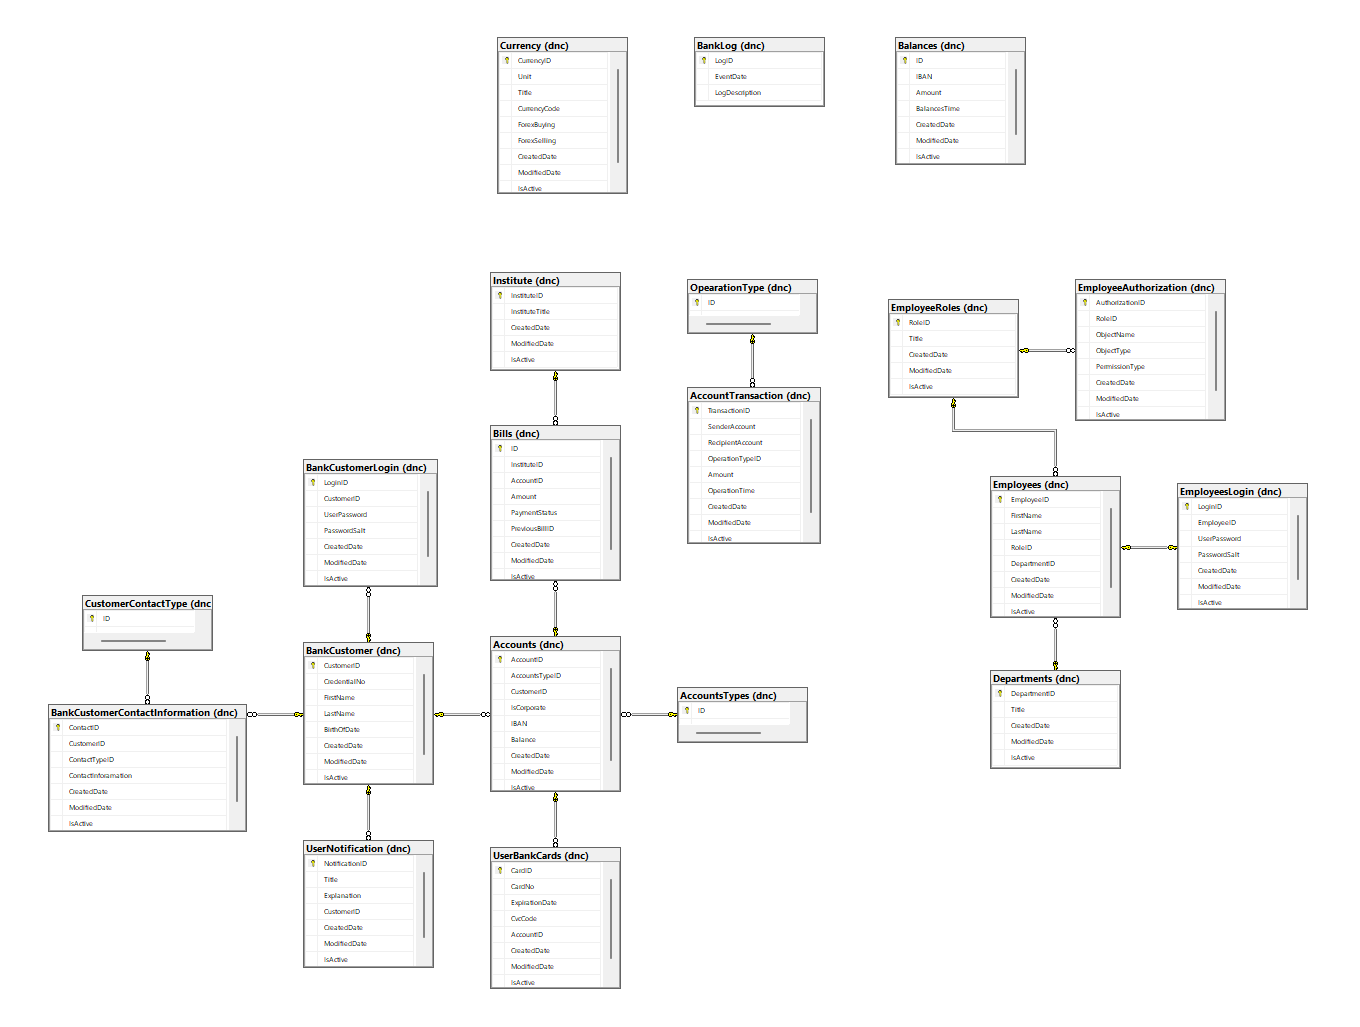 Currency (dnc)
CurrencyID
Unit
Title
CurrencyCode
ForexBuying
ForexSelling
CreatedDate
ModifiedDate
IsActive
BankLog (dnc)
LogID
EventDate
LogDescription
Balances (dnc)
ID
IBAN
Amount
BalancesTime
CreatedDate
ModifiedDate
IsActive
Institute (dnc)
InstituteID
InstituteTitle
CreatedDate
ModifiedDate
IsActive
OpearationType (dnc)
ID
EmployeeRoles (dnc)
RoleID
Title
CreatedDate
ModifiedDate
IsActive
EmployeeAuthorization (dnc)
AuthorizationID
RoleID
ObjectName
ObjectType
PermissionType
CreatedDate
ModifiedDate
IsActive
AccountTransaction (dnc)
TransactionID
SenderAccount
RecipientAccount
OperationTypeID
Amount
OperationTime
CreatedDate
ModifiedDate
IsActive
Bills (dnc)
ID
InstituteID
AccountID
Amount
PaymentStatus
PreviousBillID
CreatedDate
ModifiedDate
IsActive
BankCustomerLogin (dnc)
LoginID
CustomerID
UserPassword
PasswordSalt
CreatedDate
ModifiedDate
IsActive
Employees (dnc)
EmployeeID
FirstName
LastName
RoleID
DepartmentID
CreatedDate
ModifiedDate
IsActive
EmployeesLogin (dnc)
LoginID
EmployeeID
UserPassword
PasswordSalt
CreatedDate
ModifiedDate
IsActive
CustomerContactType (dnc
ID
BankCustomer (dnc)
CustomerID
CredentialNo
FirstName
LastName
BirthOfDate
CreatedDate
ModifiedDate
IsActive
Accounts (dnc)
AccountID
AccountsTypeID
CustomerID
IsCorporate
IBAN
Balance
CreatedDate
ModifiedDate
IsActive
AccountsTypes (dnc)
ID
Departments (dnc)
DepartmentID
Title
CreatedDate
ModifiedDate
IsActive
BankCustomerContactInformation (dnc)
ContactID
CustomerID
ContactTypeID
ContactInforamation
CreatedDate
ModifiedDate
IsActive
UserNotification (dnc)
NotificationID
Title
Explanation
CustomerID
CreatedDate
ModifiedDate
IsActive
UserBankCards (dnc)
CardID
CardNo
ExpirationDate
CvcCode
AccountID
CreatedDate
ModifiedDate
IsActive